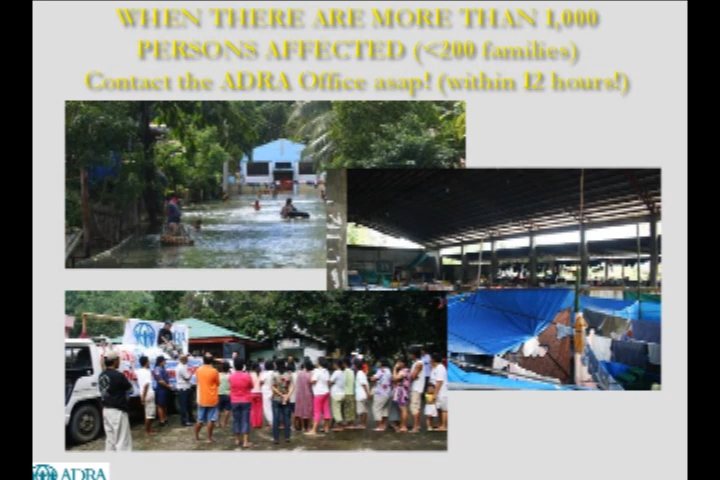 WHEN THERE ARE MORE THAN 1,000
PERSONS AFFECTED (<200 families)
Contact the ADRA Office asap! (within 12 hours!)
ADRA